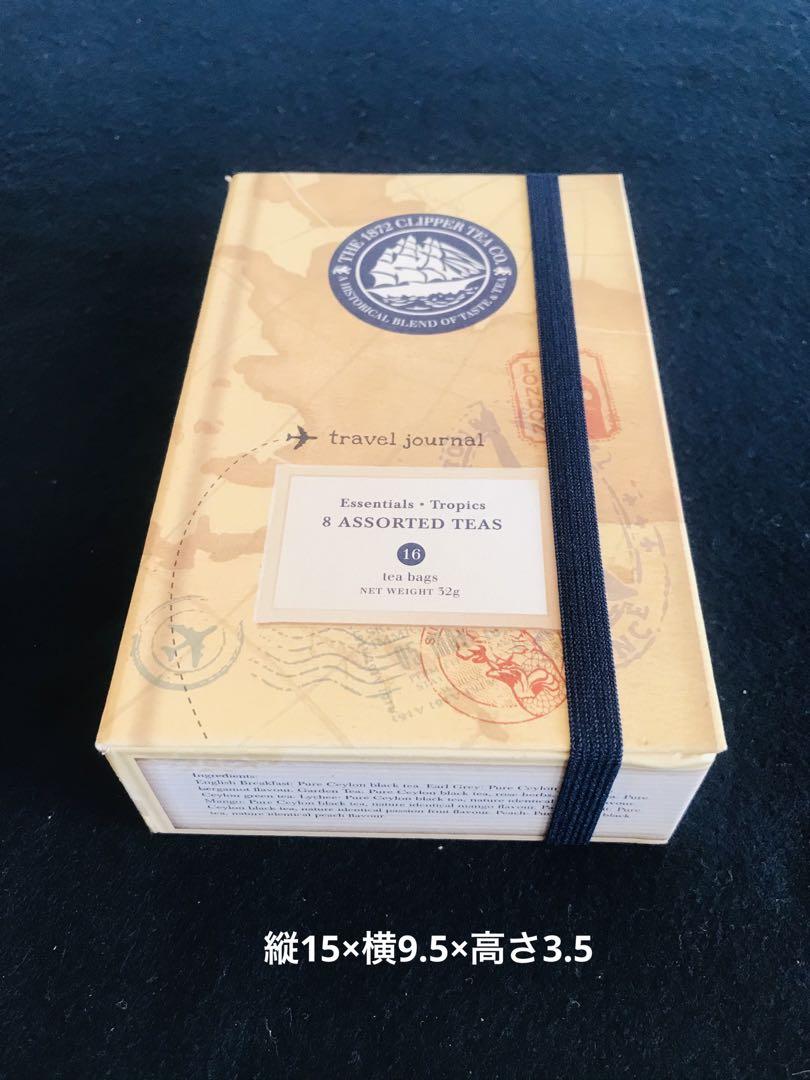 THE 1872 CLIPPER TEA CO.
A HISTORICAL BLEND OF TASTE & TEA
LONDON
travel journal
Essentials • Tropics
8 ASSORTED TEAS
16
tea bags
NET WEIGHT 32g
Ingredients:
English Breakfast: Pure Ceylon black tea. Earl Grey: Pure Ceylon
bergamot flavour. Garden Tea: Pure Ceylon black tea, rose Pure
Ceylon green tea. Lychee: Pure Ceylon black tea, nature identical flavour.
Mango: Pure Ceylon black tea, nature identical mango flavour. Pure
Ceylon black tea, nature identical passion fruit flavour. Peach: black
tea, nature identical peach flavour
縦15×横9.5×高さ3.5